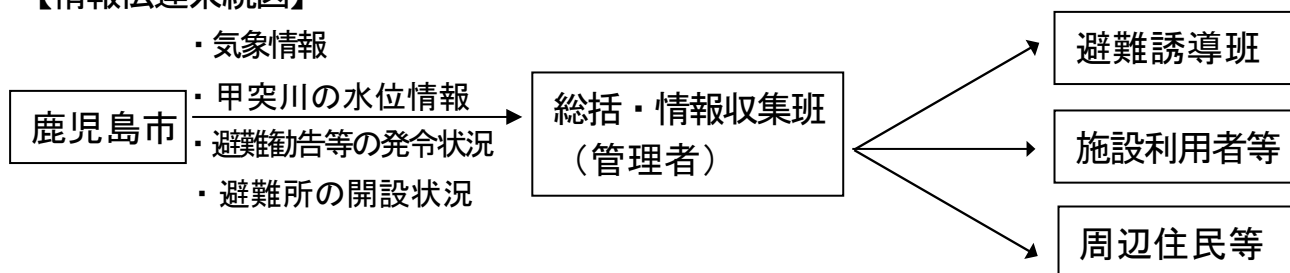 【情報伝達系統図】
・気象情報
・甲突川の水位情報
・避難勧告等の発令状況
・避難所の開設状況
鹿児島市
総括・情報収集班
（管理者）
避難誘導班
施設利用者等
周辺住民等